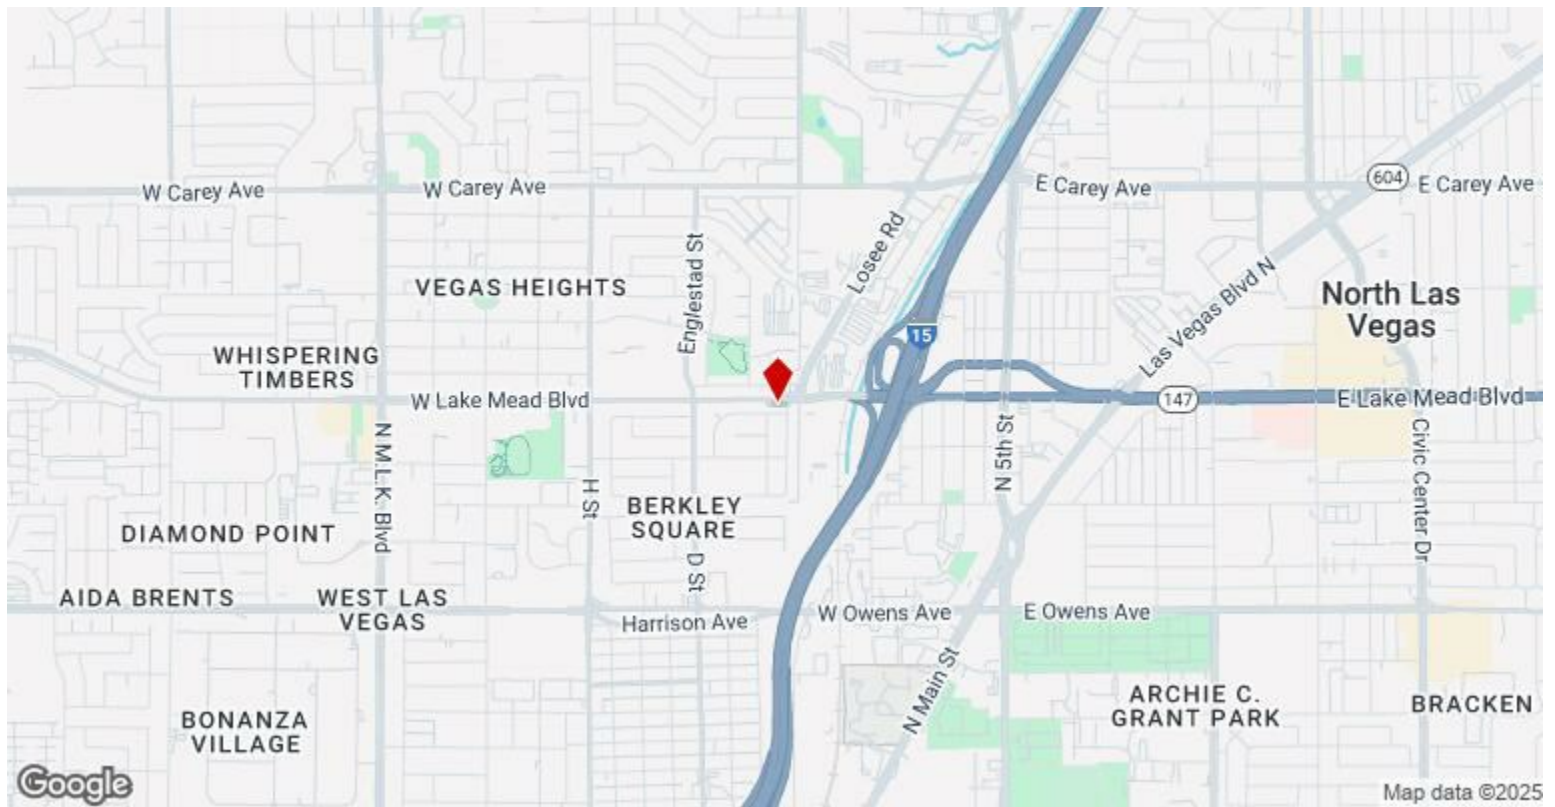 W Carey Ave
W Carey Ave
E Carey Ave
604
E Carey Ave
Losee Rd
Englestad St
VEGAS HEIGHTS
Las Vegas Blvd N
North Las
Vegas
15
WHISPERING
TIMBERS
W Lake Mead Blvd
147
E Lake Mead Blvd
N M.L.K. Blvd
H St
N 5th St
Civic Center Dr
BERKLEY
SQUARE
DIAMOND POINT
D St
AIDA BRENTS
WEST LAS
VEGAS
Harrison Ave
W Owens Ave
E Owens Ave
N Main St
ARCHIE C.
GRANT PARK
BRACKEN
BONANZA
VILLAGE
Google
Map data ©2025